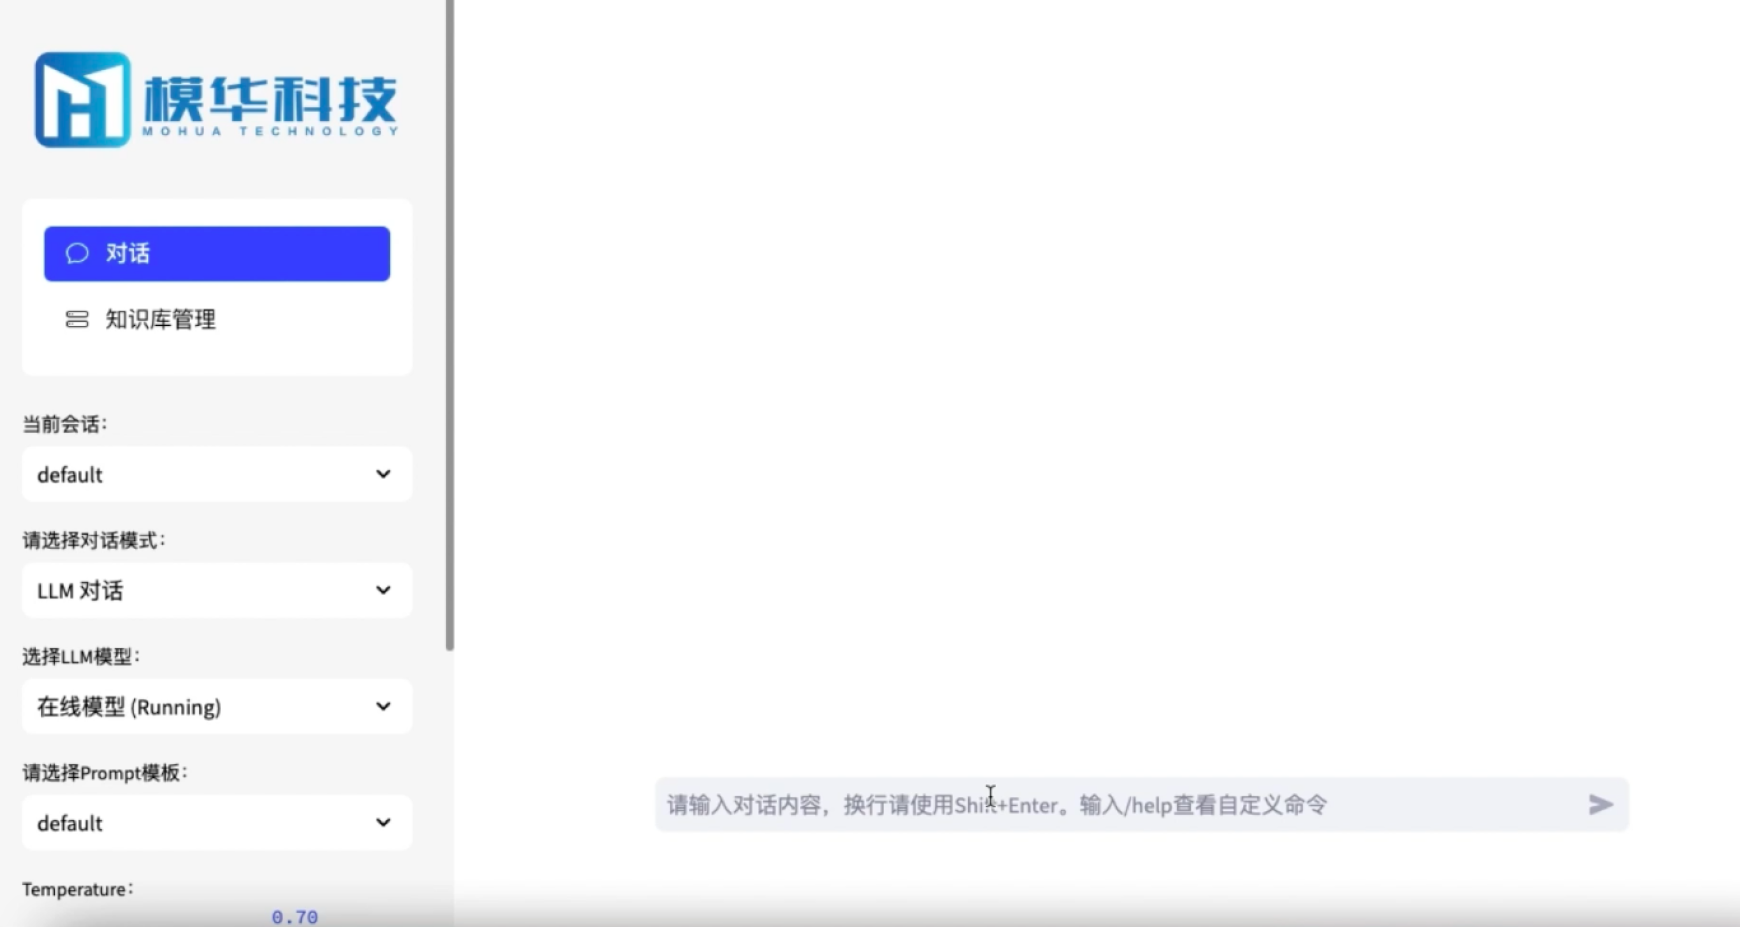 模华科技
MOHUA TECHNOLOGY
对话
知识库管理
当前会话：
default
请选择对话模式：
LLM 对话
选择LLM模型：
在线模型 (Running)
请选择Prompt模板：
default
Temperature：
0.70
请输入对话内容，换行请使用Shift+Enter。输入/help查看自定义命令